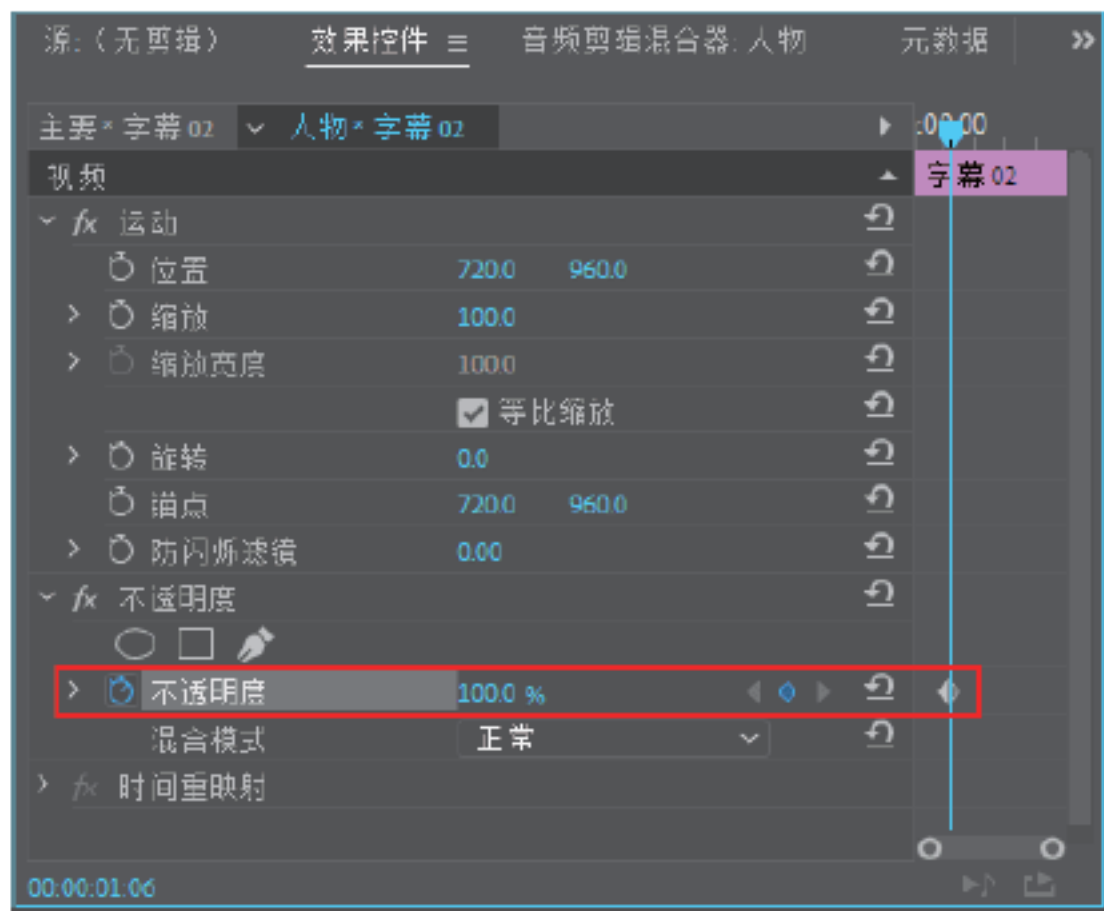 源:（无剪辑） 效果控件 ≡ 音频剪辑混合器: 人物 元数据 »
主要*字幕 02 人物*字幕 02 :00:00
视频 字幕 02
fx 运动
位置 720.0 960.0
缩放 100.0
缩放宽度 100.0
等比缩放
旋转 0.0
锚点 720.0 960.0
防闪烁滤镜 0.00
fx 不透明度
不透明度 100.0 %
混合模式 正常
fx 时间重映射
00:00:01:06